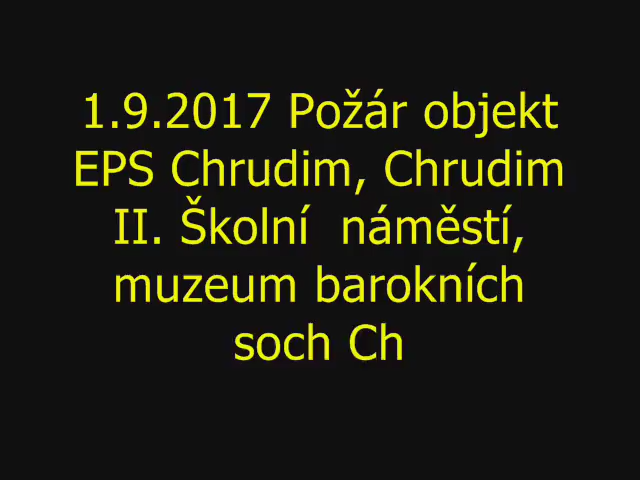 1.9.2017 Požár objekt
EPS Chrudim, Chrudim
II. Školní  náměstí,
muzeum barokních
soch Ch